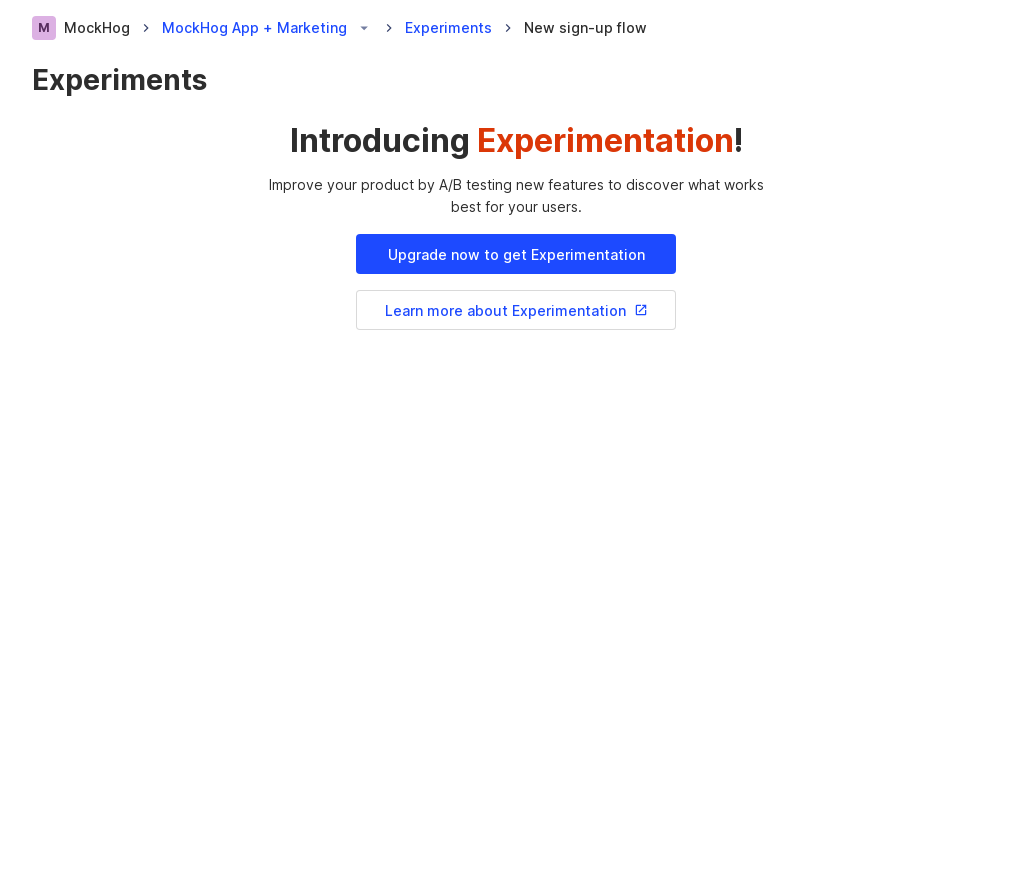 M MockHog MockHog App + Marketing Experiments New sign-up flow
Experiments
Introducing Experimentation!
Improve your product by A/B testing new features to discover what works
best for your users.
Upgrade now to get Experimentation
Learn more about Experimentation